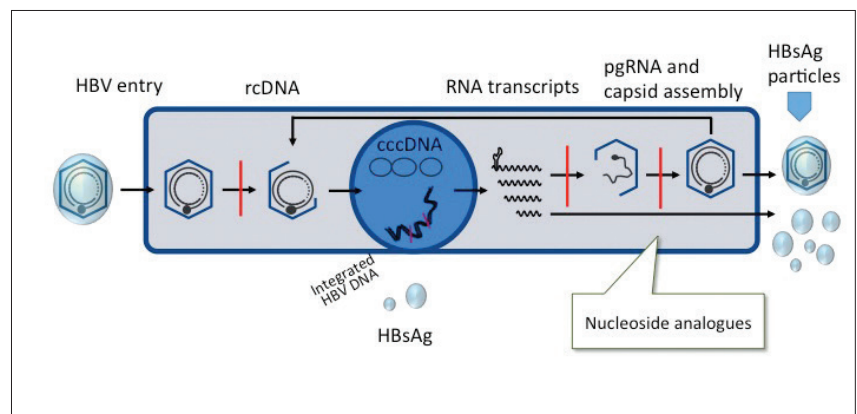 HBV entry
rcDNA
RNA transcripts
pgRNA and
capsid assembly
HBsAg
particles
cccDNA
Integrated
HBV DNA
HBsAg
Nucleoside analogues